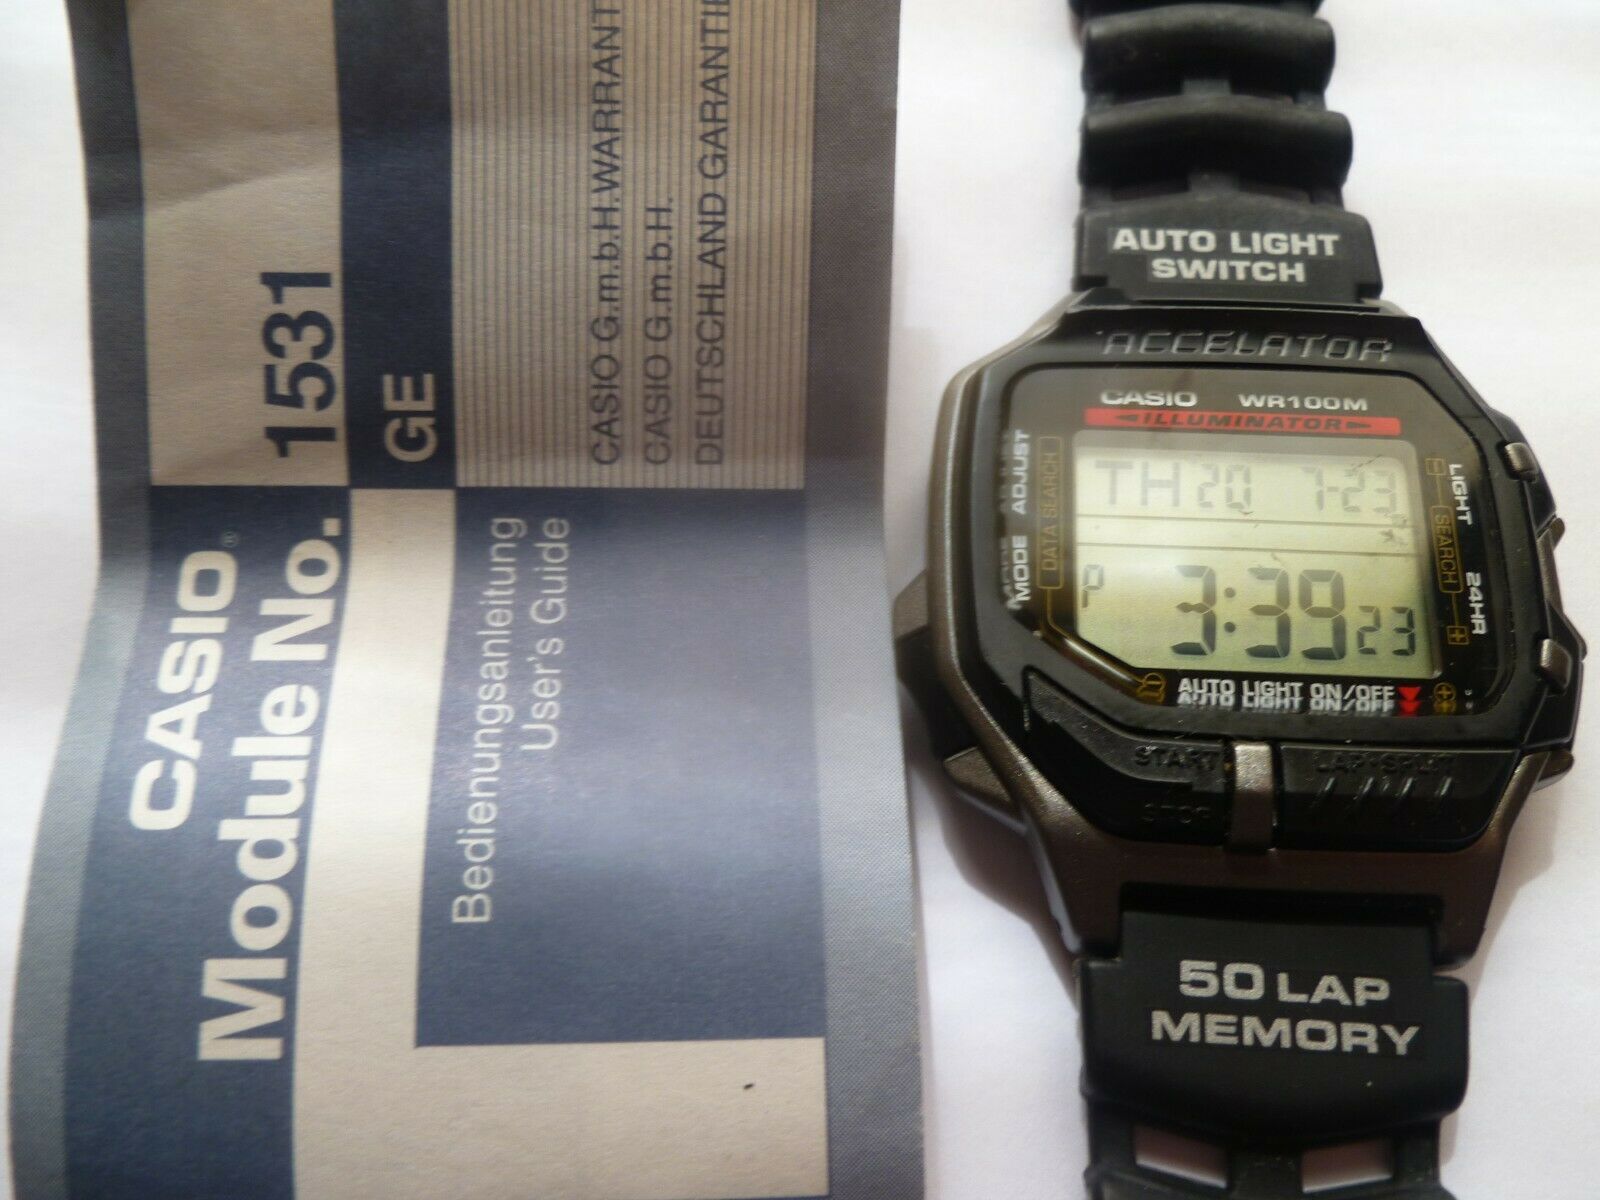 CASIO®
Module No. 1531
GE
Bedienungsanleitung
User's Guide
CASIO G.m.b.H. WARRANT
CASIO G.m.b.H.
DEUTSCHLAND GARANTIE
AUTO LIGHT
SWITCH
ACCELATOR
CASIO WR100M
ILLUMINATOR
MODE ADJUST
DATA SEARCH
LIGHT
SEARCH
24HR
TH 20 7-23
P 3:39 23
AUTO LIGHT ON/OFF
START
STOP
LAP·SPLIT
50 LAP
MEMORY